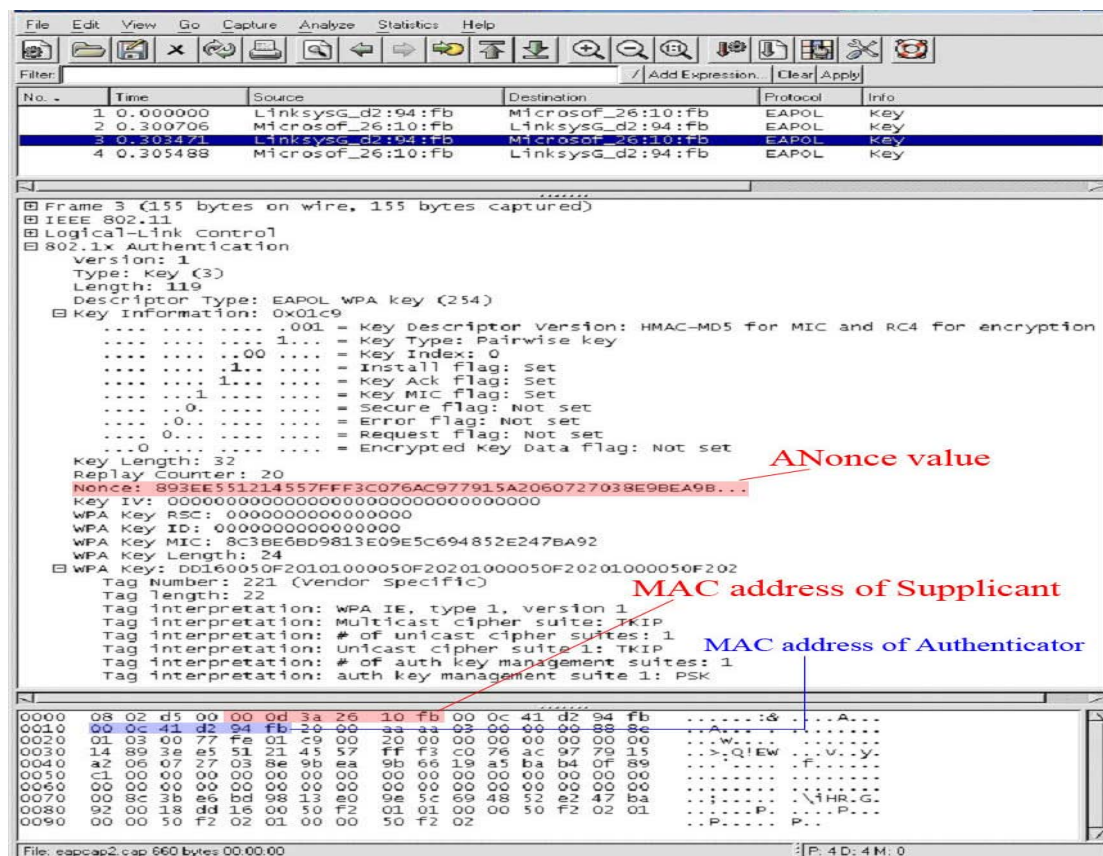 File Edit View Go Capture Analyze Statistics Help
Filter: / Add Expression... Clear Apply
No. . Time Source Destination Protocol Info
1 0.000000 LinksysG_d2:94:fb Microsof_26:10:fb EAPOL Key
2 0.300706 Microsof_26:10:fb LinksysG_d2:94:fb EAPOL Key
3 0.303471 LinksysG_d2:94:fb Microsof_26:10:fb EAPOL Key
4 0.305488 Microsof_26:10:fb LinksysG_d2:94:fb EAPOL Key
Frame 3 (155 bytes on wire, 155 bytes captured)
IEEE 802.11
Logical-Link Control
802.1x Authentication
Version: 1
Type: Key (3)
Length: 119
Descriptor Type: EAPOL WPA key (254)
Key Information: 0x01c9
.... .... .... .001 = Key Descriptor Version: HMAC-MD5 for MIC and RC4 for encryption
.... .... .... 1... = Key Type: Pairwise key
.... .... ..00 .... = Key Index: 0
.... .... .1.. .... = Install flag: Set
.... .... 1... .... = Key Ack flag: Set
.... ...1 .... .... = Key MIC flag: Set
.... ..0. .... .... = Secure flag: Not set
.... .0.. .... .... = Error flag: Not set
.... 0... .... .... = Request flag: Not set
...0 .... .... .... = Encrypted Key Data flag: Not set
Key Length: 32
ANonce value
Replay Counter: 20
Nonce: 893EE551214557FFF3C076AC977915A2060727038E9BEA9B...
Key IV: 00000000000000000000000000000000
WPA Key RSC: 0000000000000000
WPA Key ID: 0000000000000000
WPA Key MIC: 8C3BE6BD9813E09E5C694852E247BA92
WPA Key Length: 24
WPA Key: DD160050F20101000050F20201000050F20201000050F202
Tag Number: 221 (Vendor Specific)
Tag length: 22
MAC address of Supplicant
Tag interpretation: WPA IE, type 1, version 1
Tag interpretation: Multicast cipher suite: TKIP
Tag interpretation: # of unicast cipher suites: 1
MAC address of Authenticator
Tag interpretation: Unicast cipher suite 1: TKIP
Tag interpretation: # of auth key management suites: 1
Tag interpretation: auth key management suite 1: PSK
0000 08 02 d5 00 00 0d 3a 26 10 fb 00 0c 41 d2 94 fb ......:& ....A...
0010 00 0c 41 d2 94 fb 20 00 aa aa 03 00 00 00 88 8e ..A..... ........
0020 01 03 00 77 fe 01 c9 00 20 00 00 00 00 00 00 00 ...w.... .......
0030 14 89 3e e5 51 21 45 57 ff f3 c0 76 ac 97 79 15 ..>.Q!EW ...v..y.
0040 a2 06 07 27 03 8e 9b ea 9b 66 19 a5 ba b4 0f 89 ...'.... .f......
0050 c1 00 00 00 00 00 00 00 00 00 00 00 00 00 00 00 ........ ........
0060 00 00 00 00 00 00 00 00 00 00 00 00 00 00 00 00 ........ ........
0070 00 8c 3b e6 bd 98 13 e0 9e 5c 69 48 52 e2 47 ba ..;..... .\iHR.G.
0080 92 00 18 dd 16 00 50 f2 01 01 00 00 50 f2 02 01 ......P. ....P...
0090 00 00 50 f2 02 01 00 00 50 f2 02 ..P..... P..
File: eapcap2.cap 660 bytes 00:00:00 P: 4 D: 4 M: 0